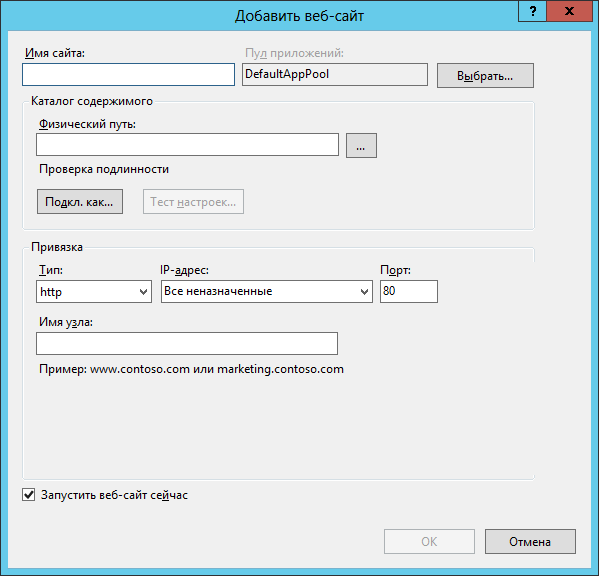 Добавить веб-сайт
? x
Имя сайта: Пул приложений:
DefaultAppPool Выбрать...
Каталог содержимого
Физический путь:
...
Проверка подлинности
Подкл. как... Тест настроек...
Привязка
Тип: IP-адрес: Порт:
http Все неназначенные 80
Имя узла:
Пример: www.contoso.com или marketing.contoso.com
Запустить веб-сайт сейчас
OK Отмена